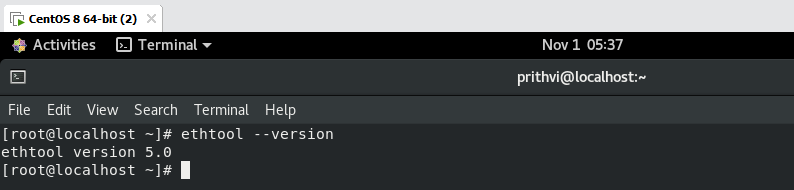 CentOS 8 64-bit (2)
Activities Terminal Nov 1 05:37
prithvi@localhost:~
File Edit View Search Terminal Help
[root@localhost ~]# ethtool --version
ethtool version 5.0
[root@localhost ~]#